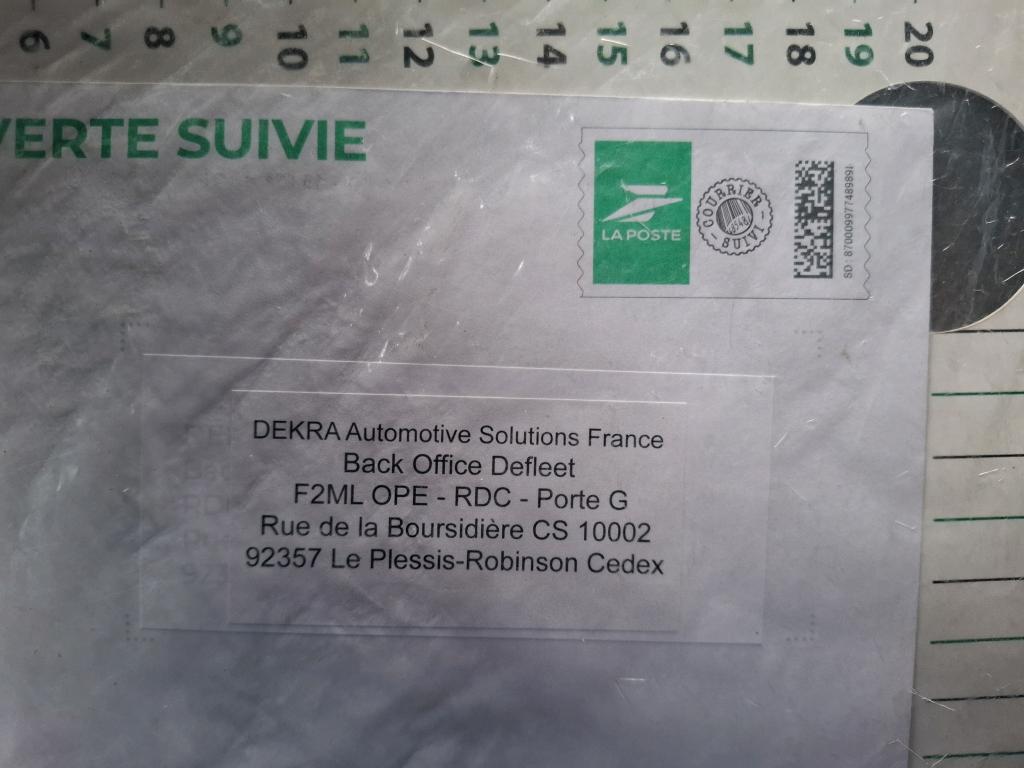 6 7 8 9 10 11 12 13 14 15 16 17 18 19 20
VERTE SUIVIE
LA POSTE
COURRIER - SUIVI -
SD : 87000997748989I
DEKRA Automotive Solutions France
Back Office Defleet
F2ML OPE - RDC - Porte G
Rue de la Boursidière CS 10002
92357 Le Plessis-Robinson Cedex